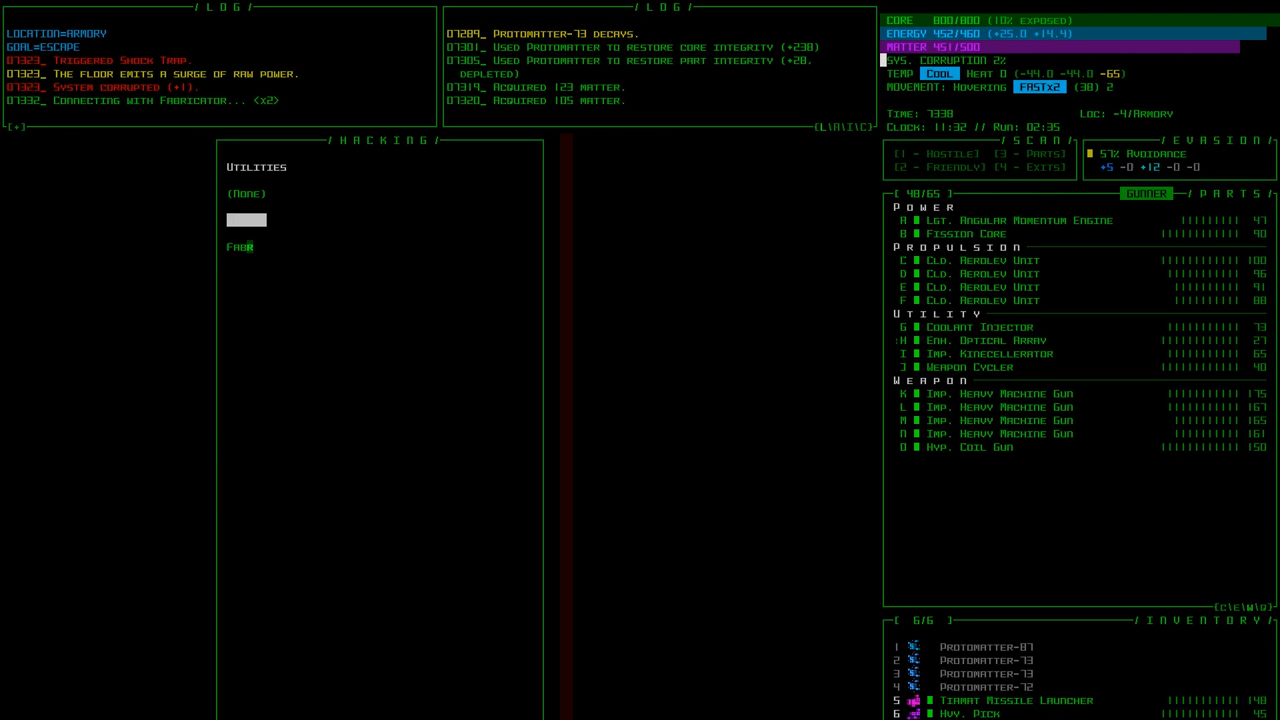 / L O G /
LOCATION=ARMORY
GOAL=ESCAPE
07323_ TRIGGERED SHOCK TRAP.
07323_ THE FLOOR EMITS A SURGE OF RAW POWER.
07323_ SYSTEM CORRUPTED (+1).
07332_ CONNECTING WITH FABRICATOR... <x2>
[+]
/ L O G /
07289_ PROTOMATTER-73 DECAYS.
07301_ USED PROTOMATTER TO RESTORE CORE INTEGRITY (+238)
07305_ USED PROTOMATTER TO RESTORE PART INTEGRITY (+28.
DEPLETED)
07319_ ACQUIRED 123 MATTER.
07320_ ACQUIRED 105 MATTER.
(L\A\I\C)
CORE 800/800 (10% EXPOSED)
ENERGY 452/460 (+25.0 +14.4)
MATTER 451/500
SYS. CORRUPTION 2%
TEMP COOL HEAT 0 (-44.0 -44.0 -65)
MOVEMENT: HOVERING FASTX2 (38) 2
TIME: 7338 LOC: -4/ARMORY
CLOCK: 11:32 // RUN: 02:35
/ S C A N /
[1 - HOSTILE] [3 - PARTS]
[2 - FRIENDLY] [4 - EXITS]
/ E V A S I O N /
57% AVOIDANCE
+5 -0 +12 -0 -0
/ H A C K I N G /
UTILITIES
(NONE)
FABR
[ 48/65 ] GUNNER / P A R T S /
P O W E R
A LGT. ANGULAR MOMENTUM ENGINE 47
B FISSION CORE 90
P R O P U L S I O N
C CLD. AEROLEV UNIT 100
D CLD. AEROLEV UNIT 96
E CLD. AEROLEV UNIT 91
F CLD. AEROLEV UNIT 88
U T I L I T Y
G COOLANT INJECTOR 73
:H ENH. OPTICAL ARRAY 27
I IMP. KINECELLERATOR 65
J WEAPON CYCLER 40
W E A P O N
K IMP. HEAVY MACHINE GUN 175
L IMP. HEAVY MACHINE GUN 167
M IMP. HEAVY MACHINE GUN 165
N IMP. HEAVY MACHINE GUN 161
O HYP. COIL GUN 150
(C\E\W\Q)
[ 6/6 ] / I N V E N T O R Y /
1 PROTOMATTER-87
2 PROTOMATTER-73
3 PROTOMATTER-73
4 PROTOMATTER-72
5 TIAMAT MISSILE LAUNCHER 148
6 HVY. PICK 45